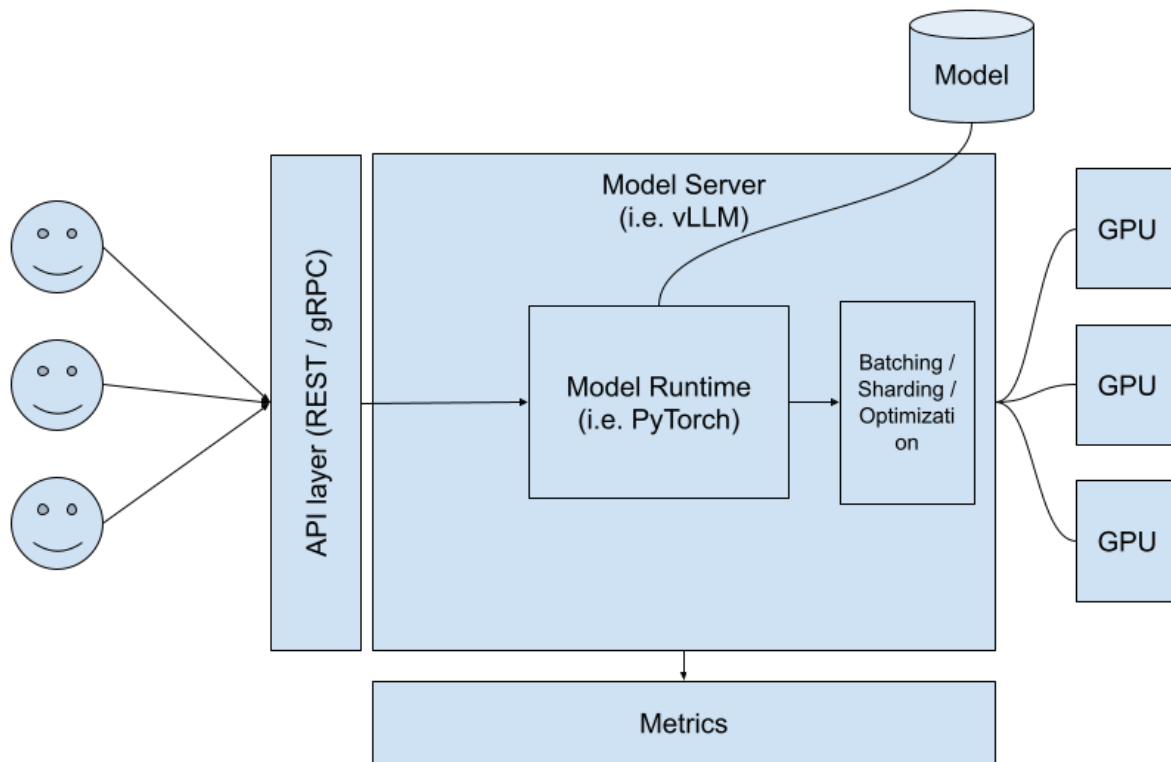 Model
Model Server
(i.e. vLLM)
API layer (REST / gRPC)
Model Runtime
(i.e. PyTorch)
Batching /
Sharding /
Optimizati
on
GPU
GPU
GPU
Metrics